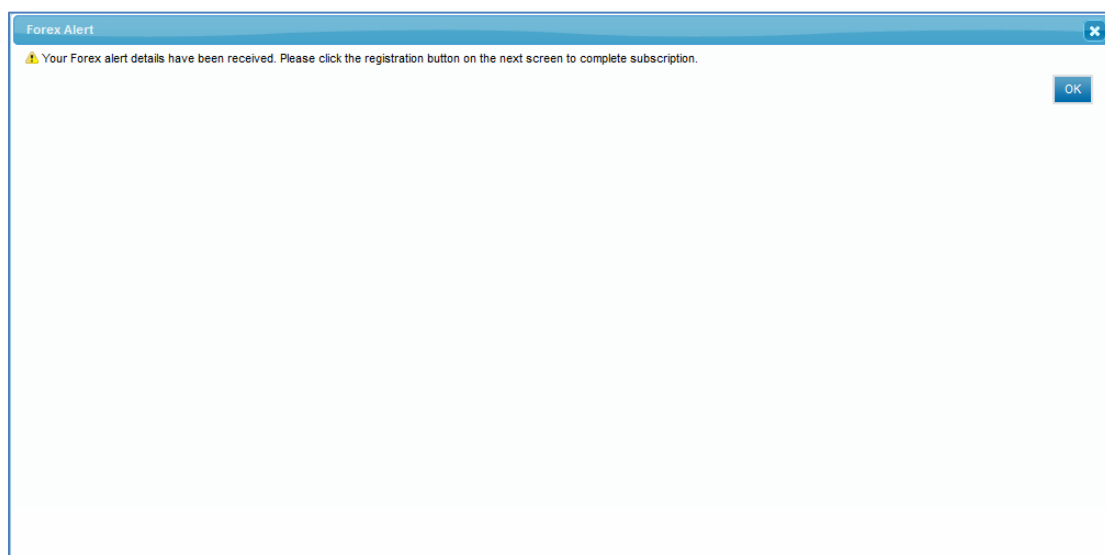 Forex Alert
Your Forex alert details have been received. Please click the registration button on the next screen to complete subscription.
OK